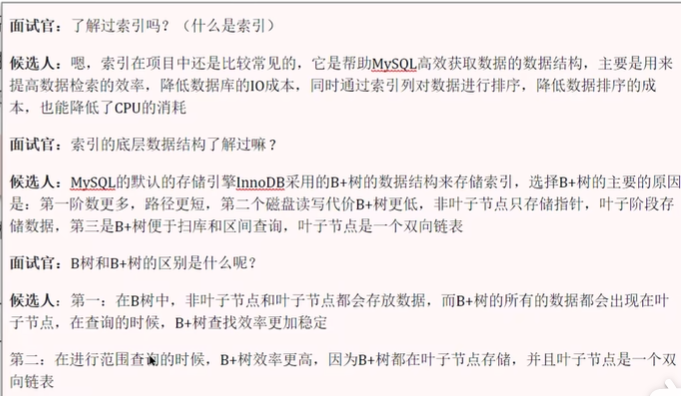 面试官：了解过索引吗？（什么是索引）
候选人：嗯，索引在项目中还是比较常见的，它是帮助MySQL高效获取数据的数据结构，主要是用来
提高数据检索的效率，降低数据库的IO成本，同时通过索引列对数据进行排序，降低数据排序的成
本，也能降低了CPU的消耗
面试官：索引的底层数据结构了解过嘛？
候选人：MySQL的默认的存储引擎InnoDB采用的B+树的数据结构来存储索引，选择B+树的主要的原因
是：第一阶数更多，路径更短，第二个磁盘读写代价B+树更低，非叶子节点只存储指针，叶子阶段存
储数据，第三是B+树便于扫库和区间查询，叶子节点是一个双向链表
面试官：B树和B+树的区别是什么呢？
候选人：第一：在B树中，非叶子节点和叶子节点都会存放数据，而B+树的所有的数据都会出现在叶
子节点，在查询的时候，B+树查找效率更加稳定
第二：在进行范围查询的时候，B+树效率更高，因为B+树都在叶子节点存储，并且叶子节点是一个双
向链表